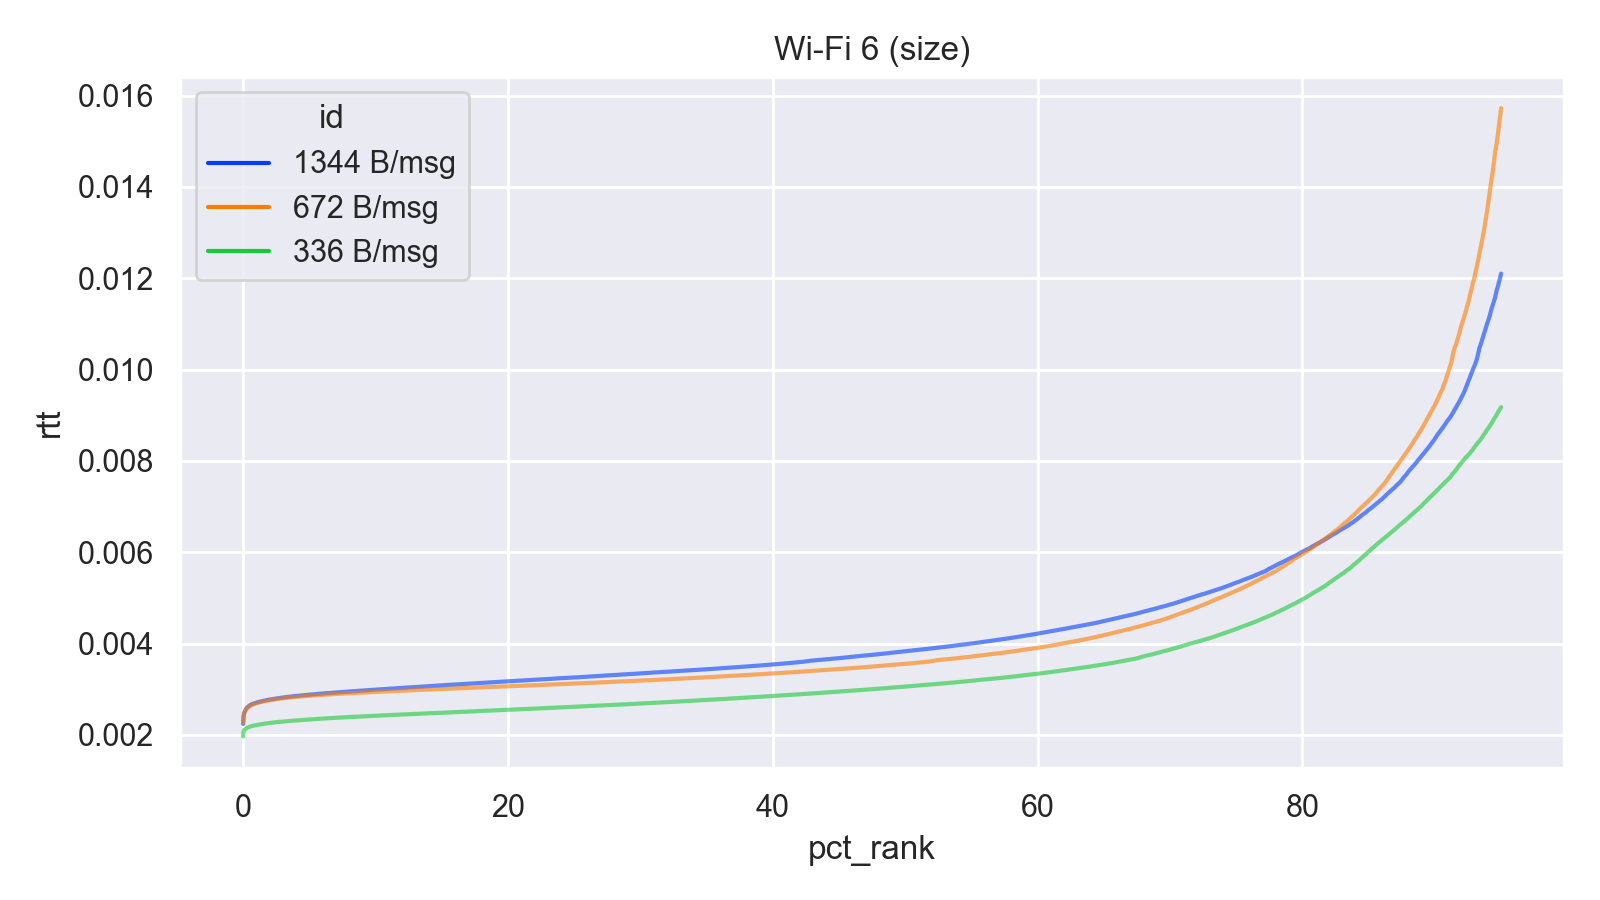 Wi-Fi 6 (size)
id
1344 B/msg
672 B/msg
336 B/msg
0.016
0.014
0.012
0.010
0.008
0.006
0.004
0.002
rtt
0 20 40 60 80
pct_rank